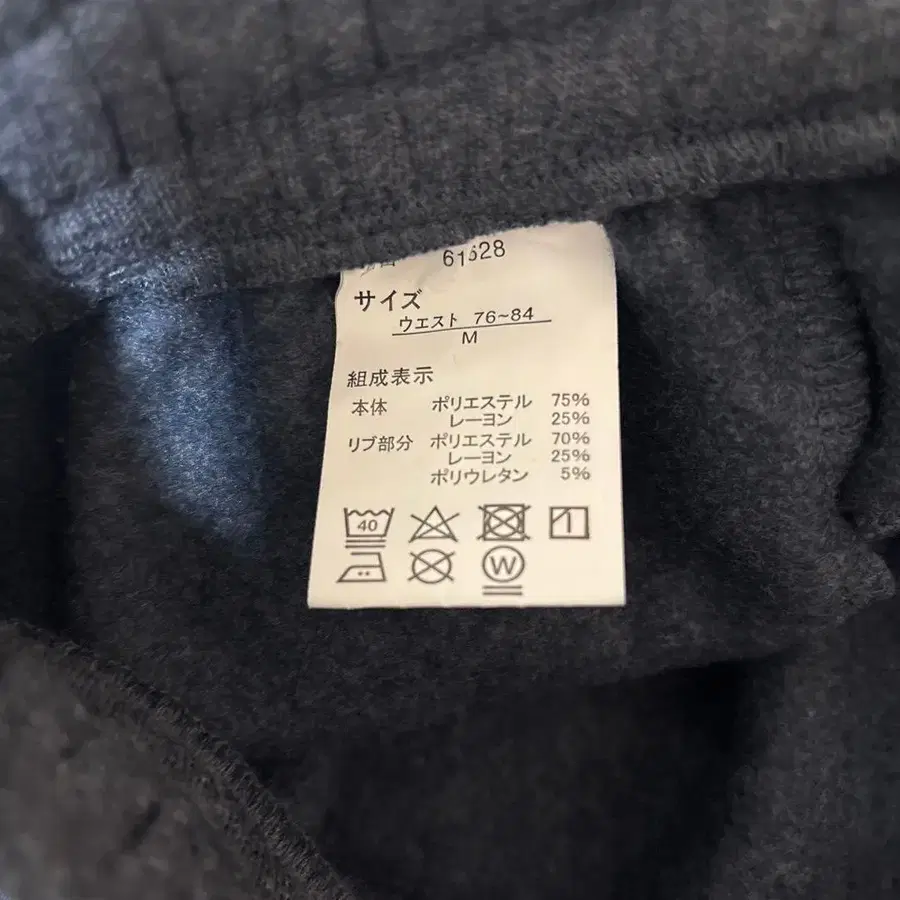 61528
サイズ
ウエスト 76~84
M
組成表示
本体 ポリエステル 75%
レーヨン 25%
リブ部分 ポリエステル 70%
レーヨン 25%
ポリウレタン 5%
40
W